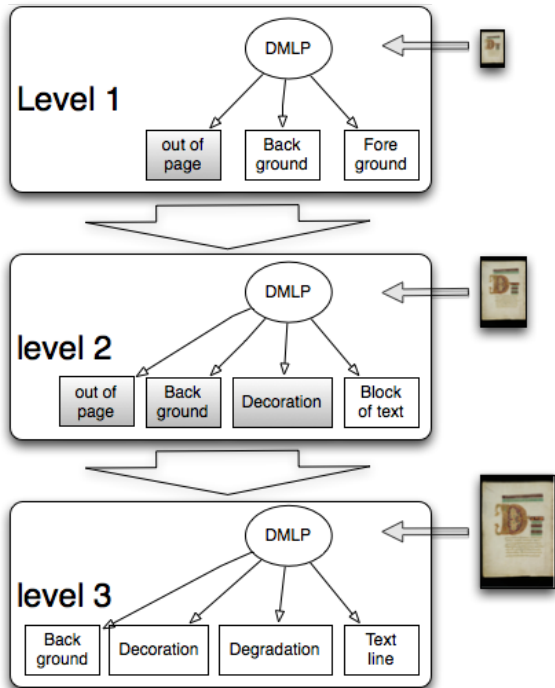 DMLP
Level 1
out of
page
Back
ground
Fore
ground
DMLP
level 2
out of
page
Back
ground
Decoration
Block
of text
DMLP
level 3
Back
ground
Decoration
Degradation
Text
line